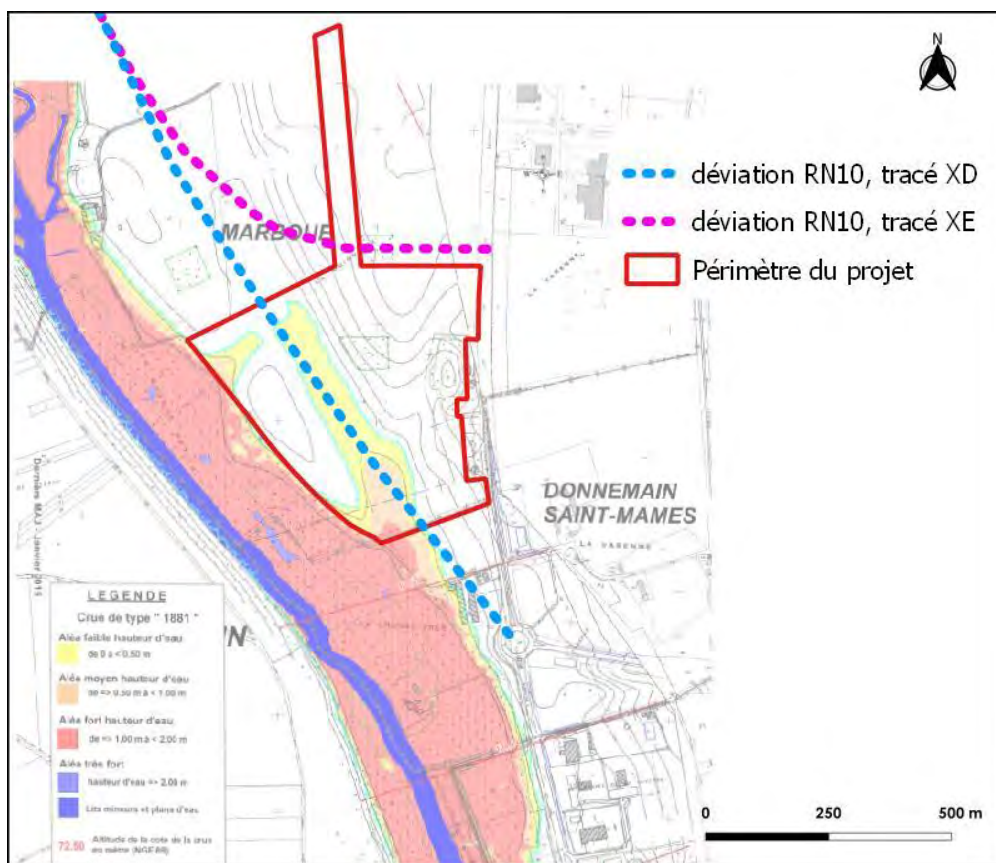 N
déviation RN10, tracé XD
déviation RN10, tracé XE
Périmètre du projet
MARBOUE
LA VARENNE
DONNEMAIN
SAINT-MAMES
LA VARENNE
Dernière MAJ - Janvier 2015
LEGENDE
Crue de type " 1881 "
Aléa faible hauteur d'eau
de 0 à < 0.50 m
Aléa moyen hauteur d'eau
de => 0.50 m à < 1.00 m
Aléa fort hauteur d'eau
de => 1.00 m à < 2.00 m
Aléa très fort
hauteur d'eau => 2.00 m
Lits mineurs et plans d'eau
72.50 Altitude de la cote de la crue
en mètre (NGF69)
0 250 500 m